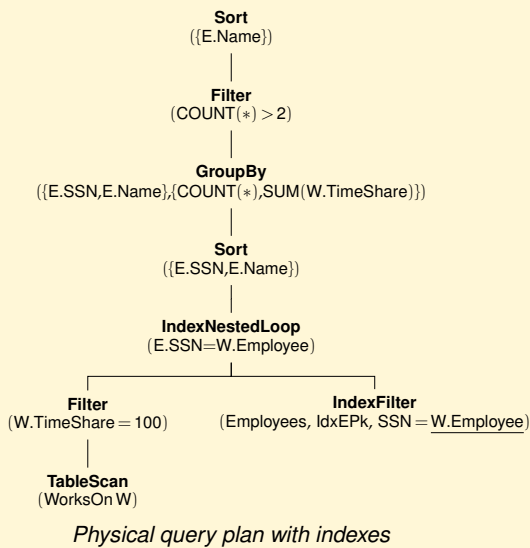 Sort
({E.Name})
Filter
(COUNT(∗) > 2)
GroupBy
({E.SSN,E.Name},{COUNT(∗),SUM(W.TimeShare)})
Sort
({E.SSN,E.Name})
IndexNestedLoop
(E.SSN=W.Employee)
Filter
(W.TimeShare = 100)
IndexFilter
(Employees, IdxEPk, SSN = W.Employee)
TableScan
(WorksOn W)
Physical query plan with indexes